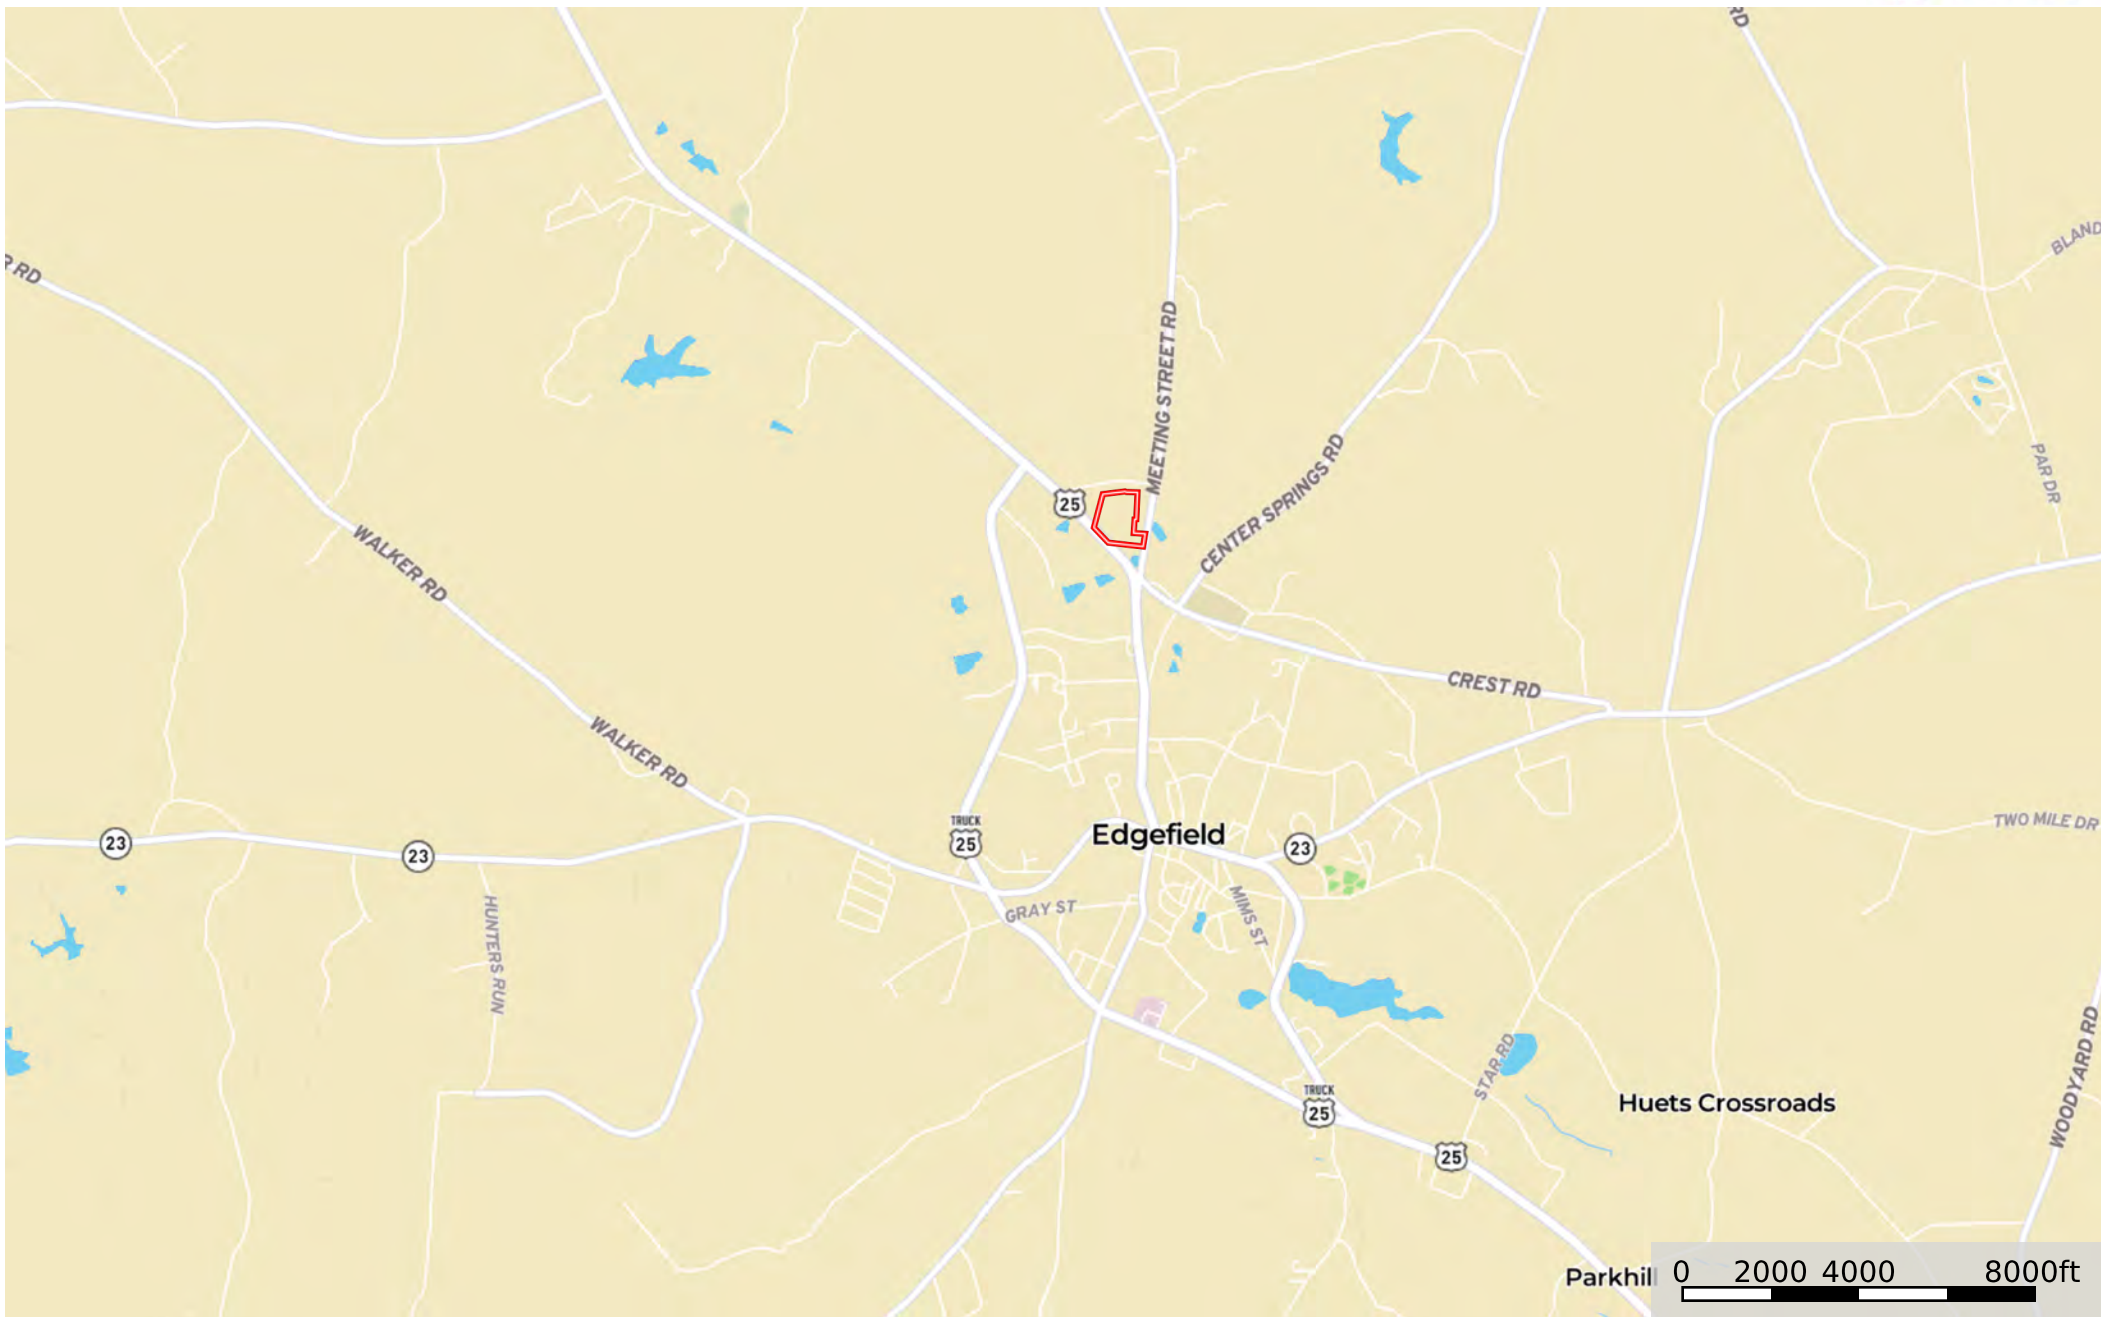 RD
R RD
BLAND
MEETING STREET RD
CENTER SPRINGS RD
PAR DR
25
WALKER RD
CREST RD
WALKER RD
TWO MILE DR
TRUCK
25
Edgefield
23
23
23
HUNTERS RUN
GRAY ST
MIMS ST
STAR RD
WOODYARD RD
TRUCK
25
Huets Crossroads
25
Parkhil
0 2000 4000 8000ft